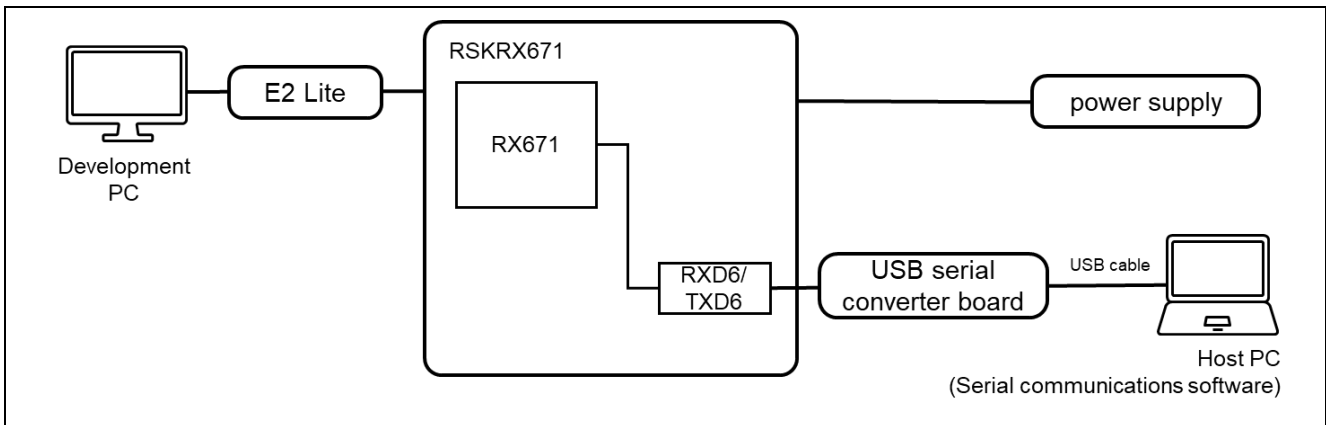 RSKRX671
E2 Lite
RX671
power supply
Development
PC
RXD6/
TXD6
USB serial
converter board
USB cable
Host PC
(Serial communications software)